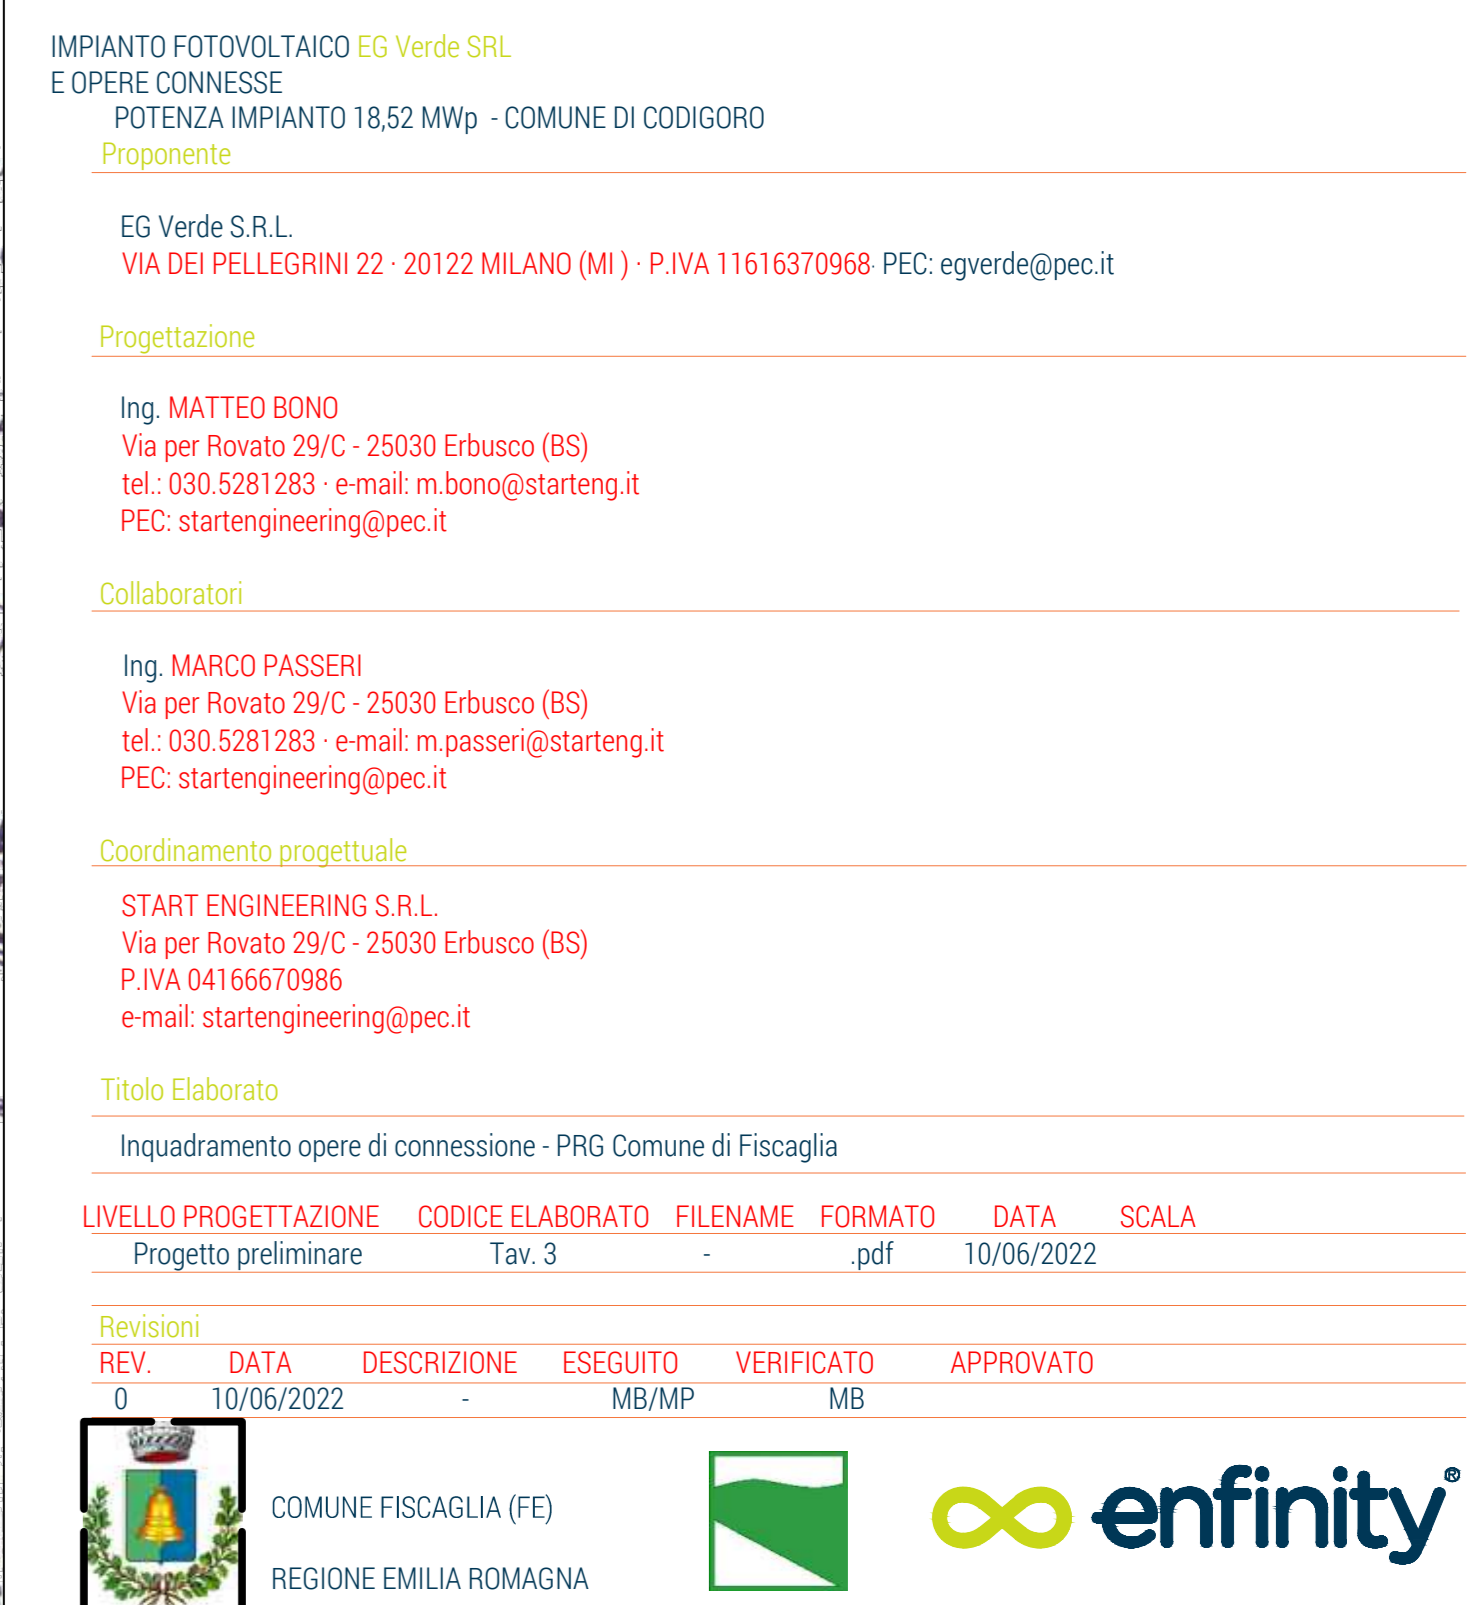 IMPIANTO FOTOVOLTAICO EG Verde SRL
E OPERE CONNESSE
POTENZA IMPIANTO 18,52 MWp - COMUNE DI CODIGORO
Proponente
EG Verde S.R.L.
VIA DEI PELLEGRINI 22 · 20122 MILANO (MI ) · P.IVA 11616370968· PEC: egverde@pec.it
Progettazione
Ing. MATTEO BONO
Via per Rovato 29/C - 25030 Erbusco (BS)
tel.: 030.5281283 · e-mail: m.bono@starteng.it
PEC: startengineering@pec.it
Collaboratori
Ing. MARCO PASSERI
Via per Rovato 29/C - 25030 Erbusco (BS)
tel.: 030.5281283 · e-mail: m.passeri@starteng.it
PEC: startengineering@pec.it
Coordinamento progettuale
START ENGINEERING S.R.L.
Via per Rovato 29/C - 25030 Erbusco (BS)
P.IVA 04166670986
e-mail: startengineering@pec.it
Titolo Elaborato
Inquadramento opere di connessione - PRG Comune di Fiscaglia
LIVELLO PROGETTAZIONE CODICE ELABORATO FILENAME FORMATO DATA SCALA
Progetto preliminare Tav. 3 - .pdf 10/06/2022
Revisioni
REV. DATA DESCRIZIONE ESEGUITO VERIFICATO APPROVATO
0 10/06/2022 - MB/MP MB
COMUNE FISCAGLIA (FE)
REGIONE EMILIA ROMAGNA
enfinity®